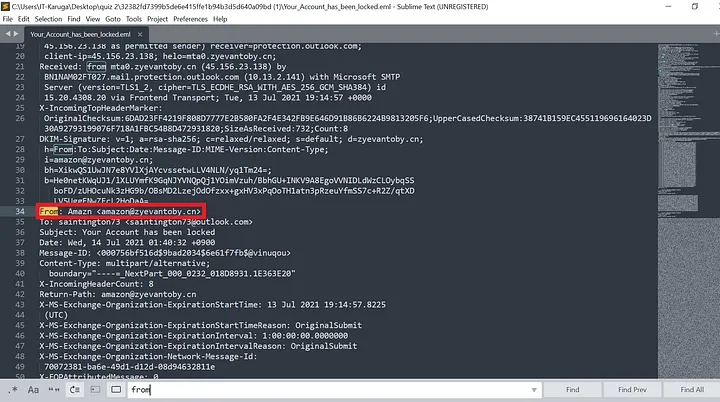 C:\Users\IT-Karuga\Desktop\quiz 2\32382fd7399b5de6e415ffe1b94b3d5d640a09bd (1)\Your_Account_has_been_locked.eml - Sublime Text (UNREGISTERED)
File Edit Selection Find View Goto Tools Project Preferences Help
Your_Account_has_been_locked.eml
19 45.156.23.138 as permitted sender) receiver=protection.outlook.com;
20 client-ip=45.156.23.138; helo=mta0.zyevantoby.cn;
21 Received: from mta0.zyevantoby.cn (45.156.23.138) by
22 BN1NAM02FT027.mail.protection.outlook.com (10.13.2.141) with Microsoft SMTP
23 Server (version=TLS1_2, cipher=TLS_ECDHE_RSA_WITH_AES_256_GCM_SHA384) id
24 15.20.4308.20 via Frontend Transport; Tue, 13 Jul 2021 19:14:57 +0000
25 X-IncomingTopHeaderMarker:
26 OriginalChecksum:6DAD23FF4219F808D7777E2B580FA2F4E342FB9E646D91B86B6224B9813205F6;UpperCasedChecksum:38741B159EC455119696164023D
30A92793199076F718A1FBC54B8D472931820;SizeAsReceived:732;Count:8
27 DKIM-Signature: v=1; a=rsa-sha256; c=relaxed/relaxed; s=default; d=zyevantoby.cn;
28 h=From:To:Subject:Date:Message-ID:MIME-Version:Content-Type;
29 i=amazon@zyevantoby.cn;
30 bh=XikwQS1UwJN7e8YVlXjAYcvssetwLLV4NLN/yq1Tm24=;
31 b=He0netKWqUJ1/lXLUYmfK9GqNJYVNQpQj1YOimVzuh/BbhGU+INKV9A8EgoVVNIDLdWzCLOybqSS
32 boFD/zUHOcuNk3zHG9b/OBsMD2LzejOdOfzxx+gxHV3xPqOoTH1atn3pRzeuYfmSS7c+R2Z/qtXD
34 From: Amazn <amazon@zyevantoby.cn>
35 To: saintington73 <saintington73@outlook.com>
36 Subject: Your Account has been locked
37 Date: Wed, 14 Jul 2021 01:40:32 +0900
38 Message-ID: <000756bf516d$9bad2034$6e61f7fb$@vinuqou>
39 Content-Type: multipart/alternative;
40 boundary="----=_NextPart_000_0232_018D8931.1E363E20"
41 X-IncomingHeaderCount: 8
42 Return-Path: amazon@zyevantoby.cn
43 X-MS-Exchange-Organization-ExpirationStartTime: 13 Jul 2021 19:14:57.8225
44 (UTC)
45 X-MS-Exchange-Organization-ExpirationStartTimeReason: OriginalSubmit
46 X-MS-Exchange-Organization-ExpirationInterval: 1:00:00:00.0000000
47 X-MS-Exchange-Organization-ExpirationIntervalReason: OriginalSubmit
48 X-MS-Exchange-Organization-Network-Message-Id:
49 70072381-ba6e-49d1-d12d-08d94632811e
50 X-EOPAttributedMessage: 0
.* Aa “” from Find Find Prev Find All